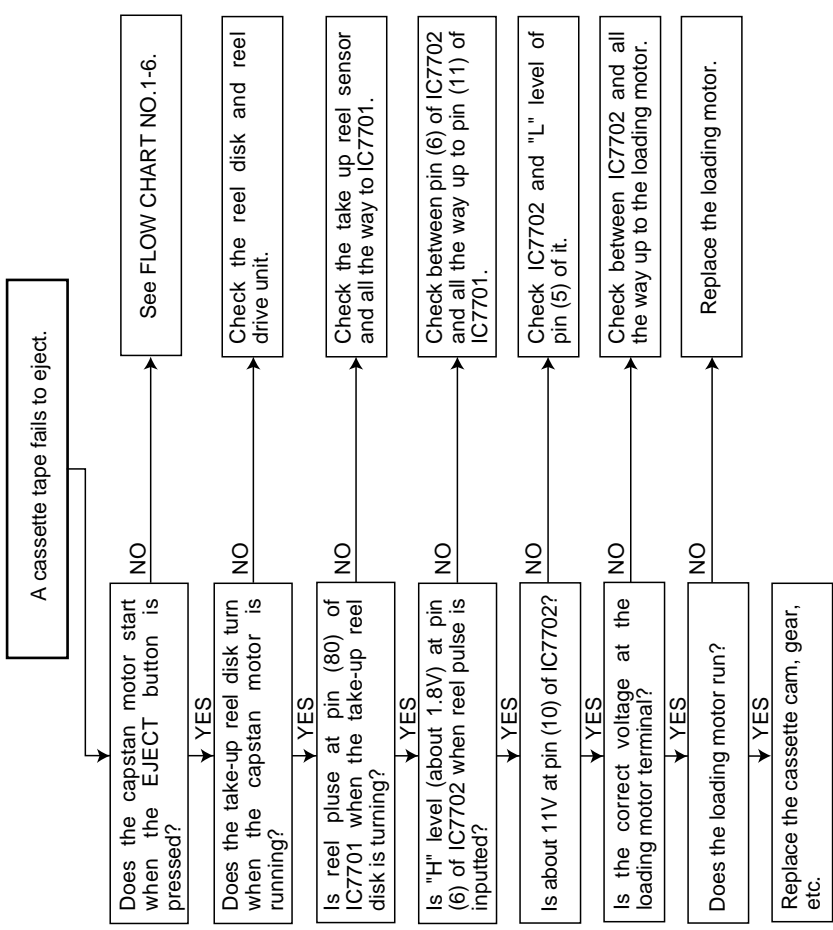 A cassette tape fails to eject.
Does the capstan motor start
when the EJECT button is
pressed?
NO
See FLOW CHART NO.1-6.
YES
Does the take-up reel disk turn
when the capstan motor is
running?
NO
Check the reel disk and reel
drive unit.
YES
Is reel pluse at pin (80) of
IC7701 when the take-up reel
disk is turning?
NO
Check the take up reel sensor
and all the way to IC7701.
YES
Is "H" level (about 1.8V) at pin
(6) of IC7702 when reel pulse is
inputted?
NO
Check between pin (6) of IC7702
and all the way up to pin (11) of
IC7701.
YES
Is about 11V at pin (10) of IC7702?
NO
Check IC7702 and "L" level of
pin (5) of it.
YES
Is the correct voltage at the
loading motor terminal?
NO
Check between IC7702 and all
the way up to the loading motor.
YES
Does the loading motor run?
NO
Replace the loading motor.
YES
Replace the cassette cam, gear,
etc.